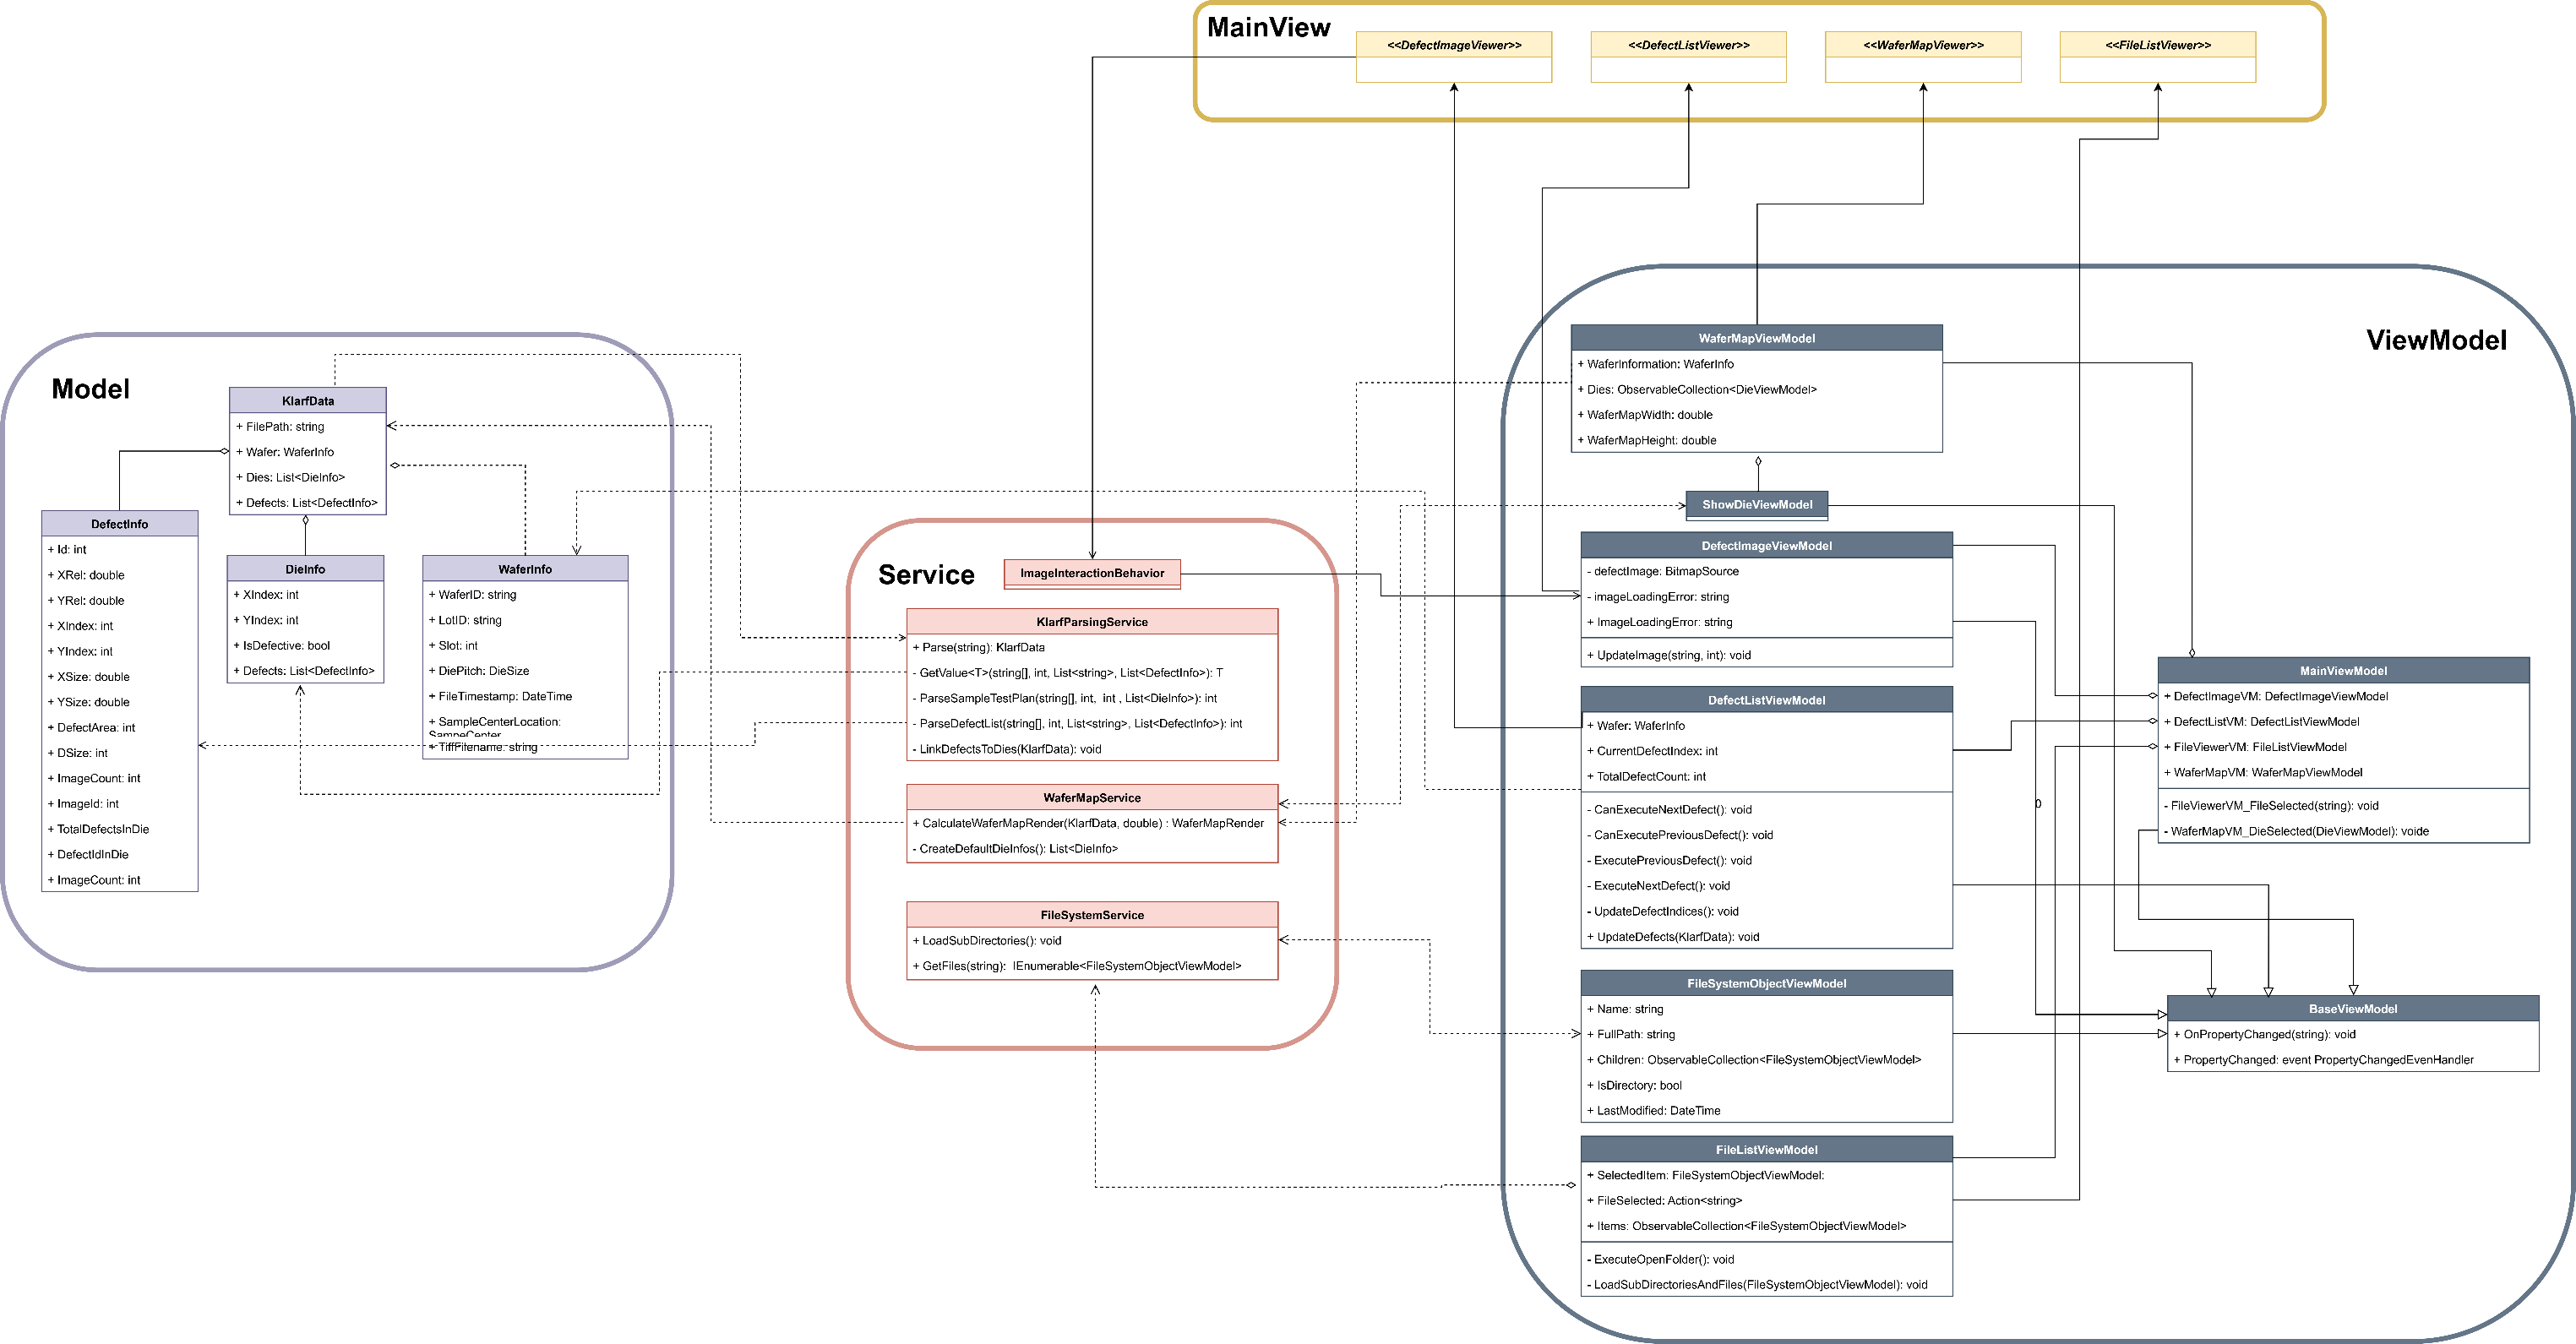 MainView
<<DefectImageViewer>>
<<DefectListViewer>>
<<WaferMapViewer>>
<<FileListViewer>>
Model
KlarfData
+ FilePath: string
+ Wafer: WaferInfo
+ Dies: List<DieInfo>
+ Defects: List<DefectInfo>
DefectInfo
+ Id: int
+ XRel: double
+ YRel: double
+ XIndex: int
+ YIndex: int
+ XSize: double
+ YSize: double
+ DefectArea: int
+ DSize: int
+ ImageCount: int
+ ImageId: int
+ TotalDefectsInDie
+ DefectIdInDie
+ ImageCount: int
DieInfo
+ XIndex: int
+ YIndex: int
+ IsDefective: bool
+ Defects: List<DefectInfo>
WaferInfo
+ WaferID: string
+ LotID: string
+ Slot: int
+ DiePitch: DieSize
+ FileTimestamp: DateTime
+ SampleCenterLocation:
SampeCenter
+ TiffFilename: string
Service
ImageInteractionBehavior
KlarfParsingService
+ Parse(string): KlarfData
- GetValue<T>(string[], int, List<string>, List<DefectInfo>): T
- ParseSampleTestPlan(string[], int,  int , List<DieInfo>): int
- ParseDefectList(string[], int, List<string>, List<DefectInfo>): int
- LinkDefectsToDies(KlarfData): void
WaferMapService
+ CalculateWaferMapRender(KlarfData, double) : WaferMapRender
- CreateDefaultDieInfos(): List<DieInfo>
FileSystemService
+ LoadSubDirectories(): void
+ GetFiles(string):  IEnumerable<FileSystemObjectViewModel>
ViewModel
WaferMapViewModel
+ WaferInformation: WaferInfo
+ Dies: ObservableCollection<DieViewModel>
+ WaferMapWidth: double
+ WaferMapHeight: double
ShowDieViewModel
DefectImageViewModel
- defectImage: BitmapSource
- imageLoadingError: string
+ ImageLoadingError: string
+ UpdateImage(string, int): void
DefectListViewModel
+ Wafer: WaferInfo
+ CurrentDefectIndex: int
+ TotalDefectCount: int
- CanExecuteNextDefect(): void
- CanExecutePreviousDefect(): void
- ExecutePreviousDefect(): void
- ExecuteNextDefect(): void
- UpdateDefectIndices(): void
+ UpdateDefects(KlarfData): void
FileSystemObjectViewModel
+ Name: string
+ FullPath: string
+ Children: ObservableCollection<FileSystemObjectViewModel>
+ IsDirectory: bool
+ LastModified: DateTime
FileListViewModel
+ SelectedItem: FileSystemObjectViewModel:
+ FileSelected: Action<string>
+ Items: ObservableCollection<FileSystemObjectViewModel>
- ExecuteOpenFolder(): void
- LoadSubDirectoriesAndFiles(FileSystemObjectViewModel): void
MainViewModel
+ DefectImageVM: DefectImageViewModel
+ DefectListVM: DefectListViewModel
+ FileViewerVM: FileListViewModel
+ WaferMapVM: WaferMapViewModel
- FileViewerVM_FileSelected(string): void
- WaferMapVM_DieSelected(DieViewModel): voide
BaseViewModel
+ OnPropertyChanged(string): void
+ PropertyChanged: event PropertyChangedEvenHandler